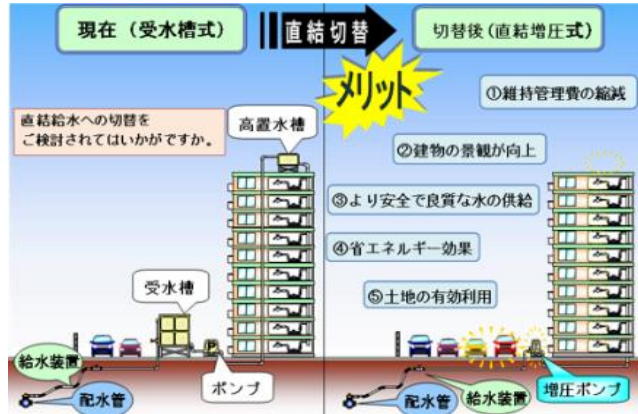 現在（受水槽式）
直結切替
切替後（直結増圧式）
メリット
①維持管理費の縮減
直結給水への切替を
ご検討されてはいかがですか。
高置水槽
②建物の景観が向上
③より安全で良質な水の供給
④省エネルギー効果
受水槽
⑤土地の有効利用
P
給水装置
配水管
ポンプ
配水管
給水装置
増圧ポンプ